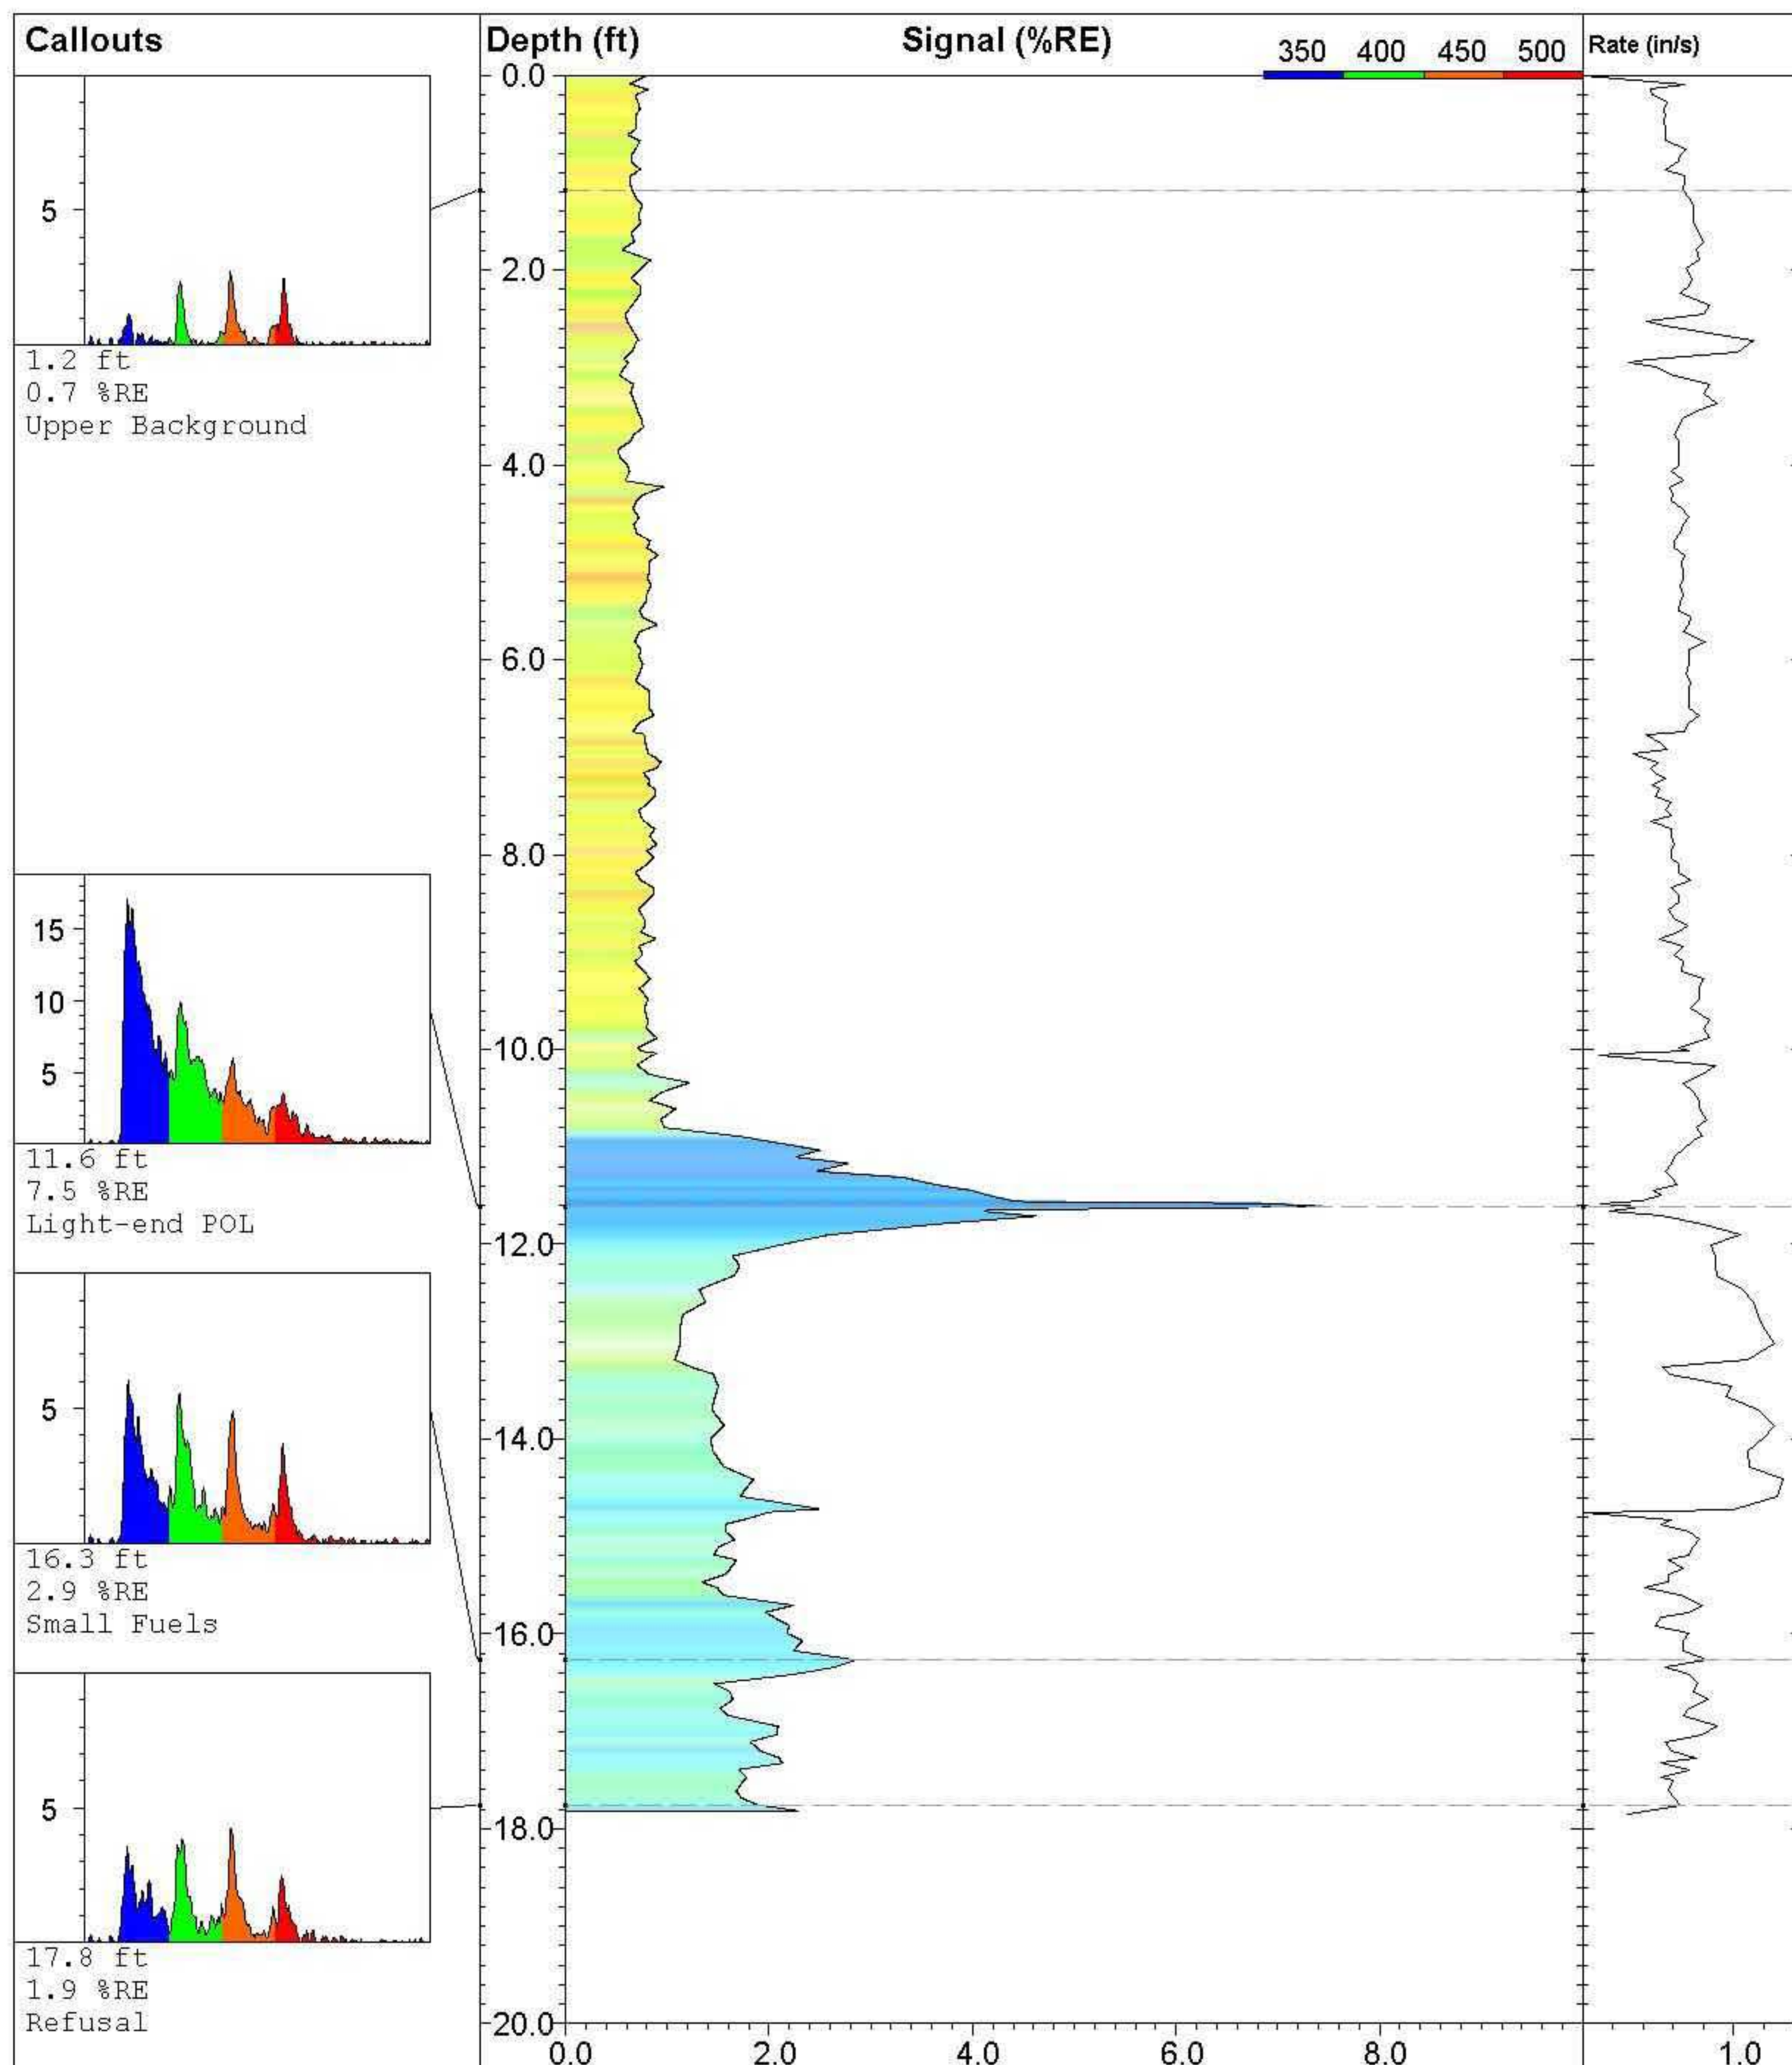 Callouts
Depth (ft)
Signal (%RE)
350 400 450 500
Rate (in/s)
5
1.2 ft
0.7 %RE
Upper Background
15
10
5
11.6 ft
7.5 %RE
Light-end POL
5
16.3 ft
2.9 %RE
Small Fuels
5
17.8 ft
1.9 %RE
Refusal
0.0
2.0
4.0
6.0
8.0
10.0
12.0
14.0
16.0
18.0
20.0
0.0 2.0 4.0 6.0 8.0
1.0